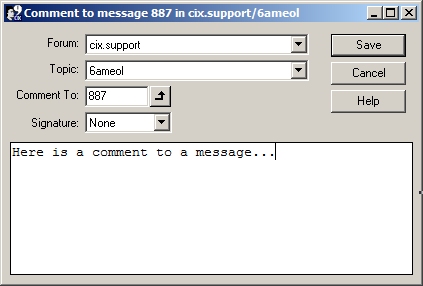 Comment to message 887 in cix.support/6ameol
Forum: cix.support
Save
Topic: 6ameol
Cancel
Comment To: 887
Help
Signature: None
Here is a comment to a message...